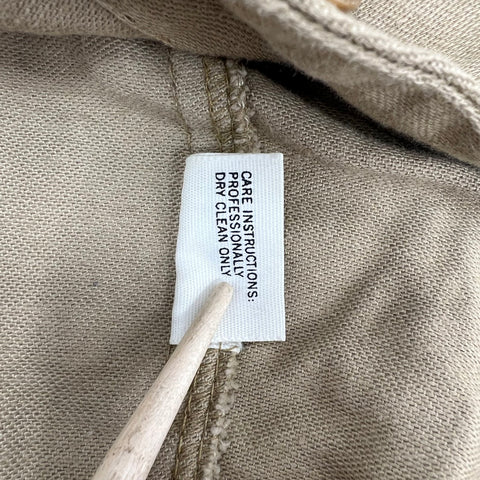 CARE INSTRUCTIONS:
PROFESSIONALLY
DRY CLEAN ONLY